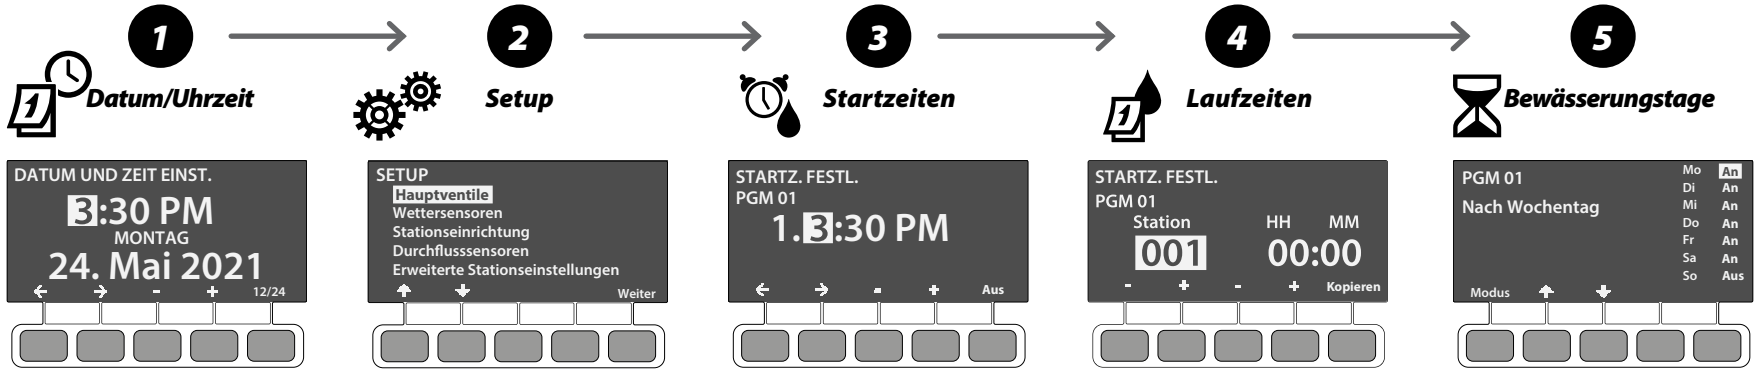 1
2
3
4
5
1
Datum/Uhrzeit
Setup
Startzeiten
1
Laufzeiten
Bewässerungstage
DATUM UND ZEIT EINST.
3:30 PM
MONTAG
24. Mai 2021
← → - + 12/24
SETUP
Hauptventile
Wettersensoren
Stationseinrichtung
Durchflusssensoren
Erweiterte Stationseinstellungen
↑ ↓ Weiter
STARTZ. FESTL.
PGM 01
1.3:30 PM
← → - + Aus
STARTZ. FESTL.
PGM 01
Station HH MM
001 00:00
- + - + Kopieren
PGM 01
Nach Wochentag
Mo An
Di An
Mi An
Do An
Fr An
Sa An
So Aus
Modus ↑ ↓